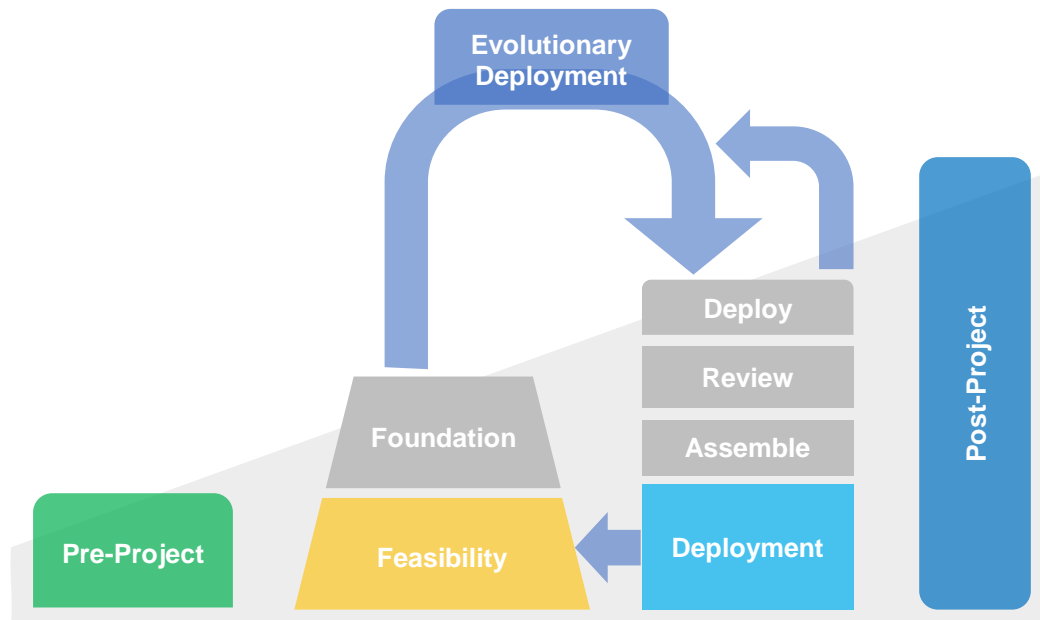 Evolutionary
Deployment
Deploy
Review
Foundation
Assemble
Pre-Project
Feasibility
Deployment
Post-Project